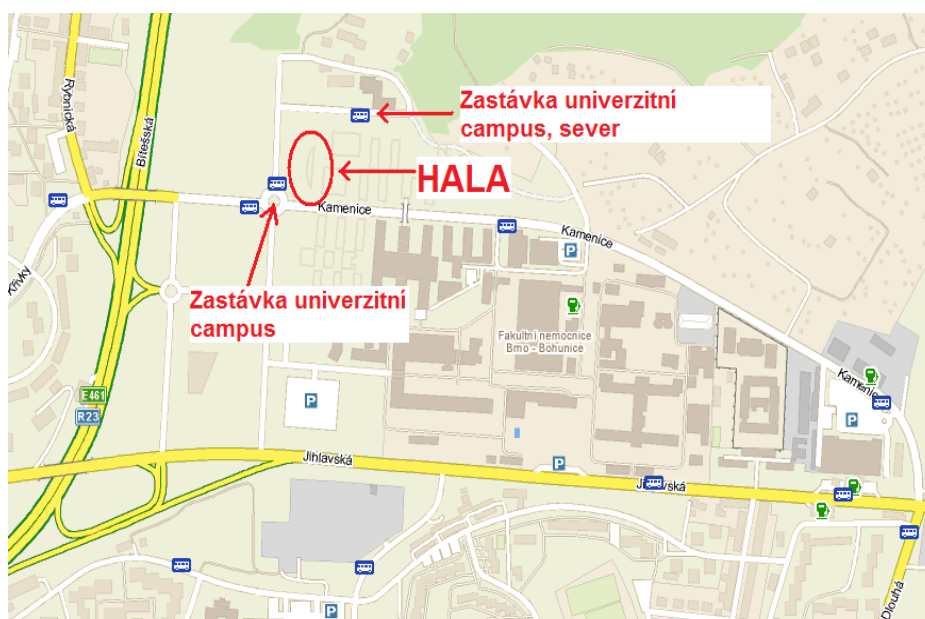 Rybnická
Bítešská
Zastávka univerzitní
campus, sever
HALA
Kamenice
Kamenice
Křivky
Zastávka univerzitní
campus
P
Fakultní nemocnice
Brno - Bohunice
E461
R23
P
Kamenice
P
Jihlavská
P
Jihlavská
P
Dlouhá